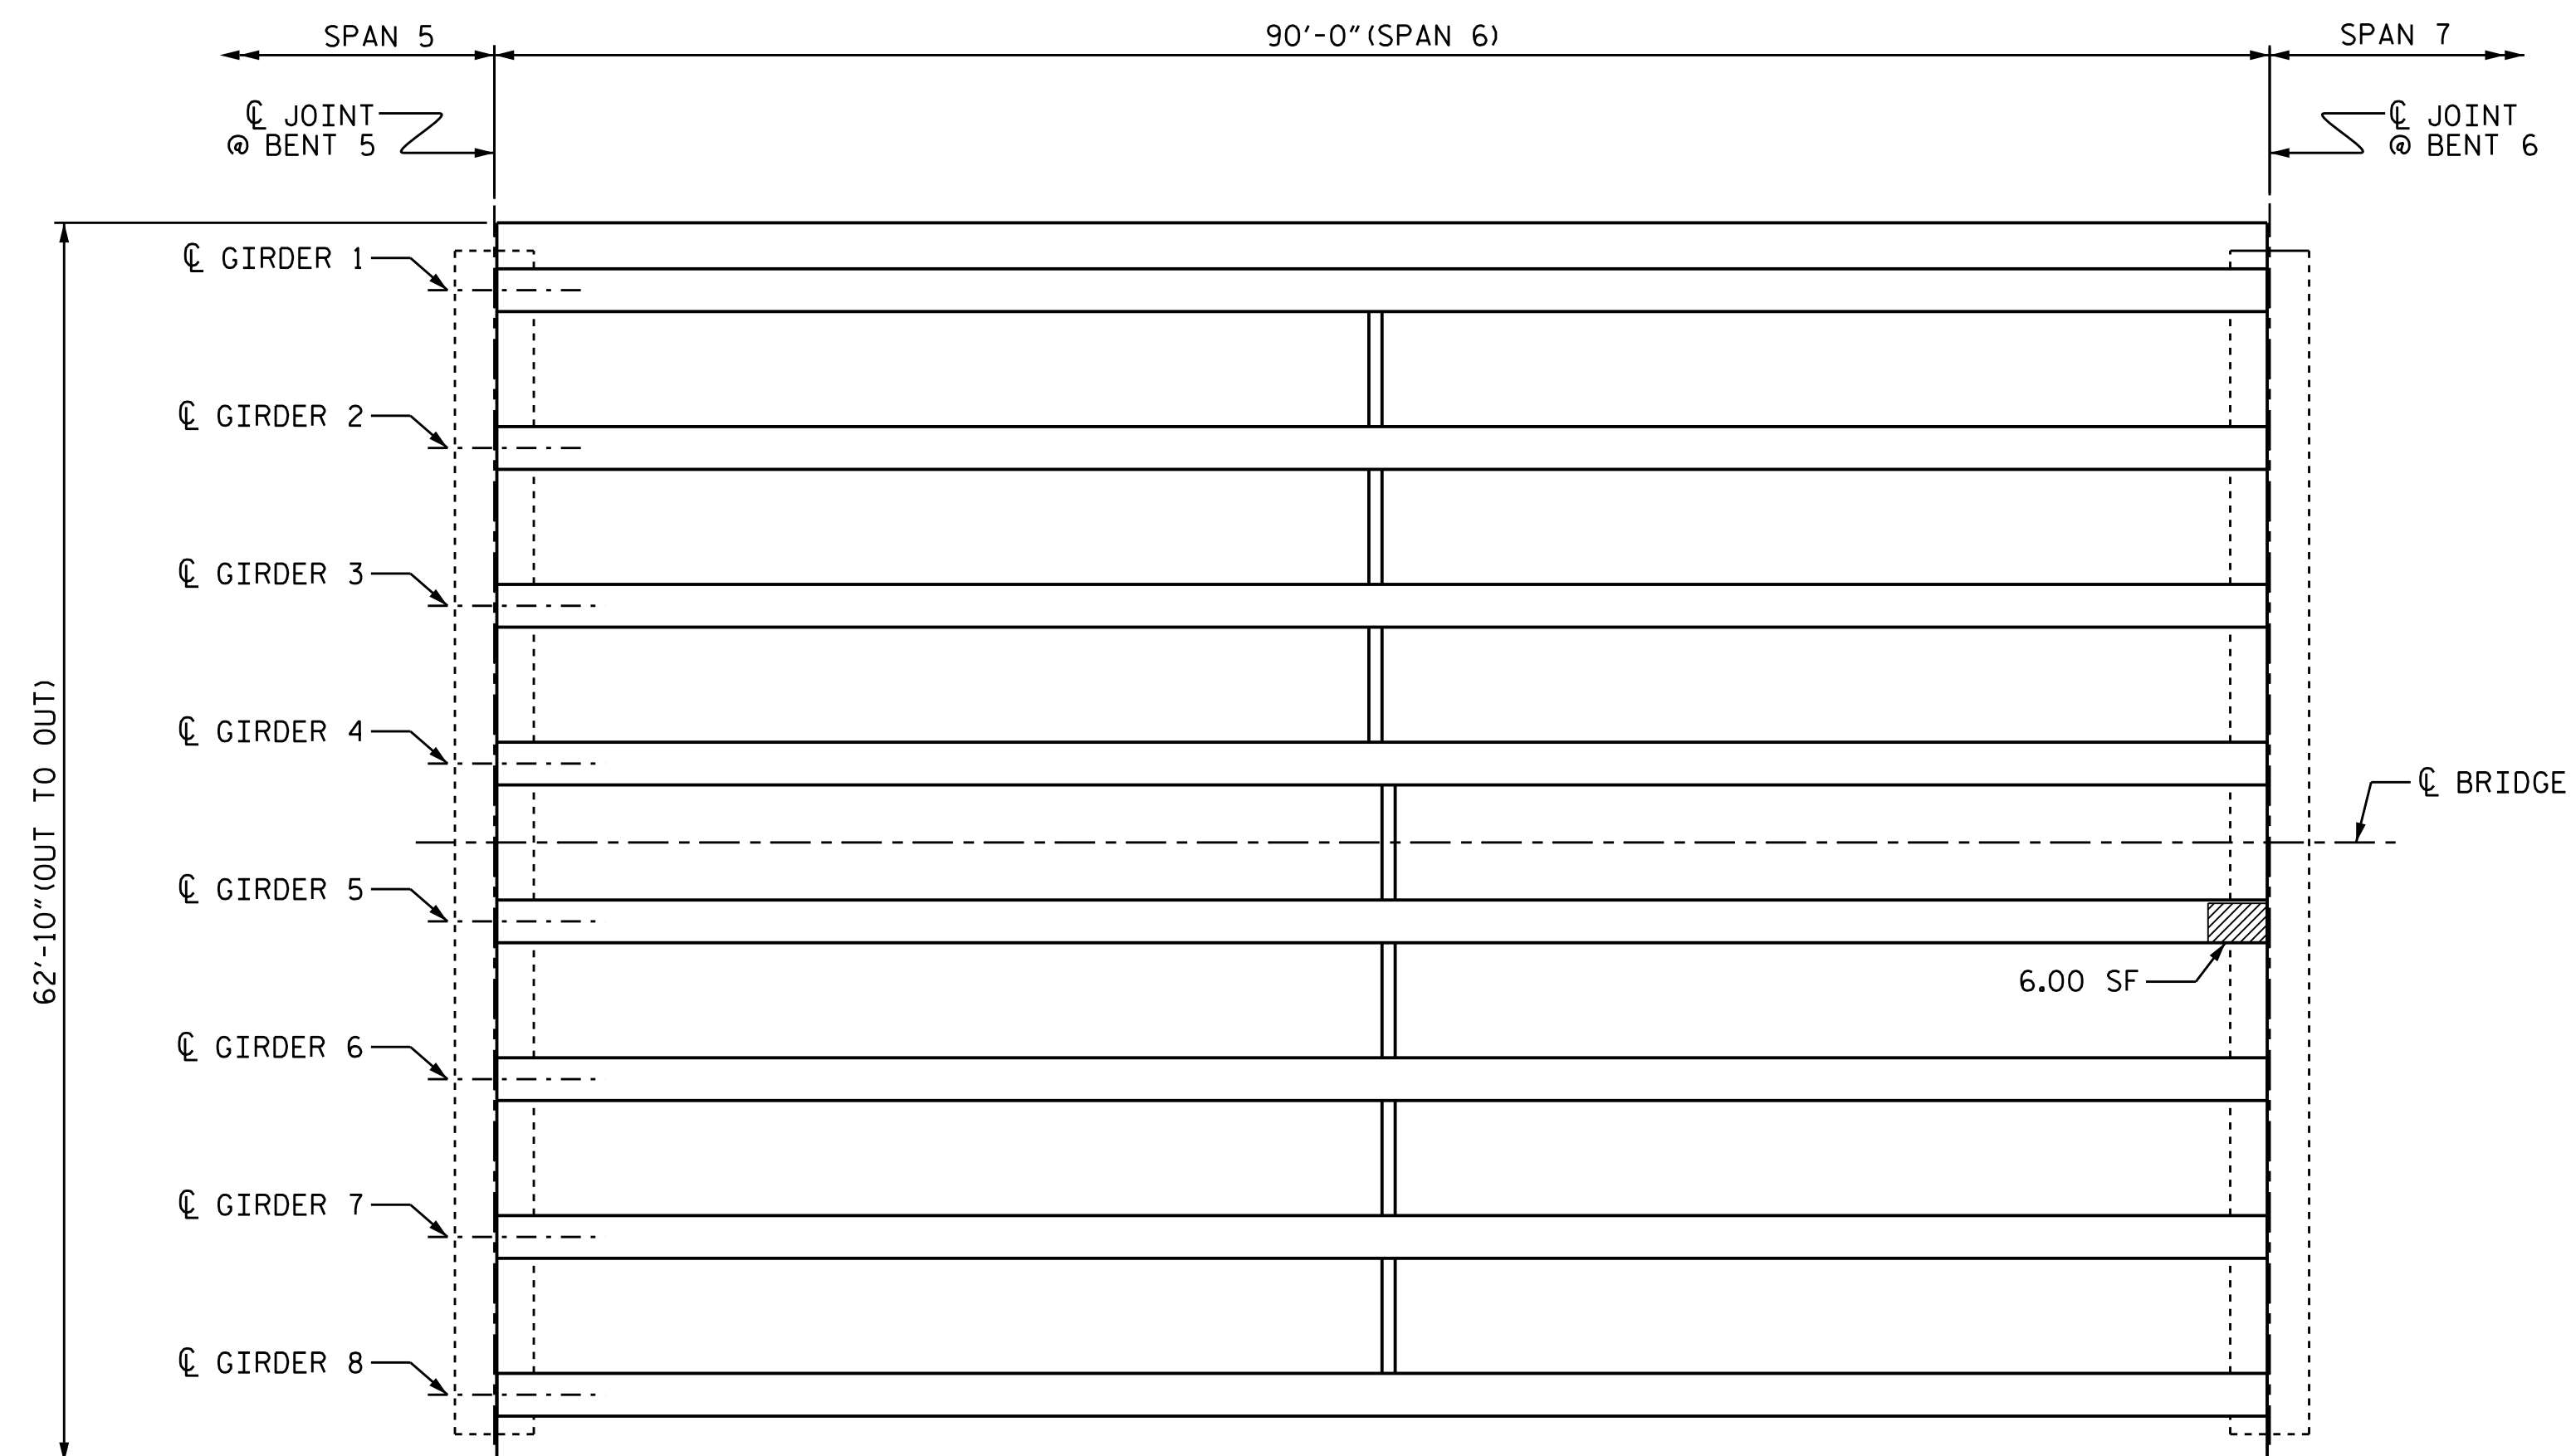 SPAN 5
90'-0"(SPAN 6)
SPAN 7
℄ JOINT
@ BENT 5
℄ JOINT
@ BENT 6
℄ GIRDER 1
℄ GIRDER 2
℄ GIRDER 3
℄ GIRDER 4
62'-10"(OUT TO OUT)
℄ BRIDGE
℄ GIRDER 5
6.00 SF
℄ GIRDER 6
℄ GIRDER 7
℄ GIRDER 8